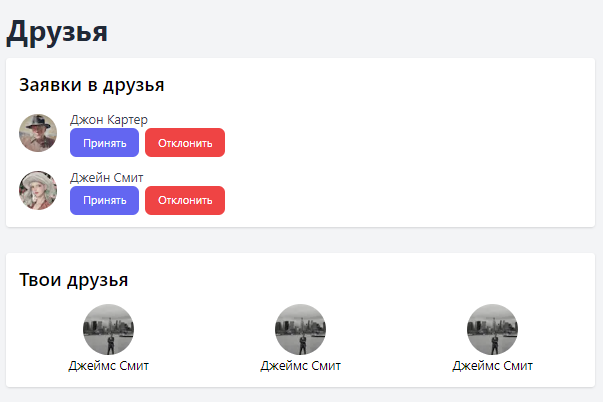 Друзья
Заявки в друзья
Джон Картер
Принять Отклонить
Джейн Смит
Принять Отклонить
Твои друзья
Джеймс Смит Джеймс Смит Джеймс Смит